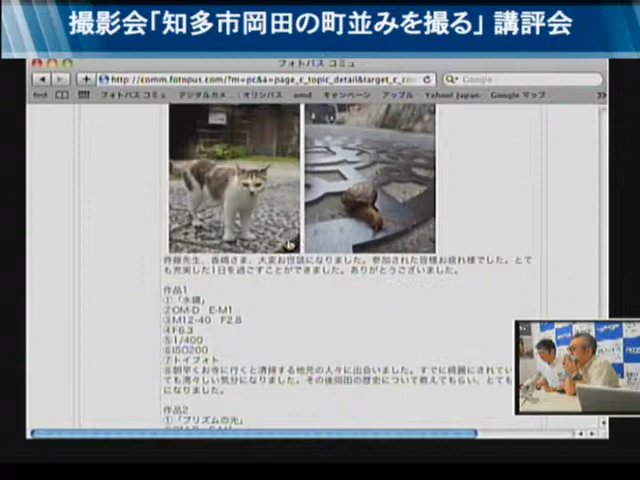 撮影会「知多市岡田の町並みを撮る」 講評会
フォトパス コミュ
http://comm.fotopus.com/?m=pc&a=page_c_topic_detail&target_c_co
Google
フォトパス コミュ デジタルカメ...：オリンパス amd キャンペーン アップル Yahoo! Japan Google マップ
斉藤先生、香嶋さま、大変お世話になりました。参加された皆様お疲れ様でした。とて
も充実した1日を過ごすことができました。ありがとうございました。
作品1
①「水鏡」
②OM-D E-M1
③M12-40 F2.8
④F6.3
⑤1/400
⑥ISO200
⑦トイフォト
⑧朝早くお寺に行くと清掃する地元の人々に出会いました。すでに綺麗にされてい
ても清々しい気分になりました。その後岡田の歴史について教えてもらい、とても
になりました。
作品2
①「プリズムの光」